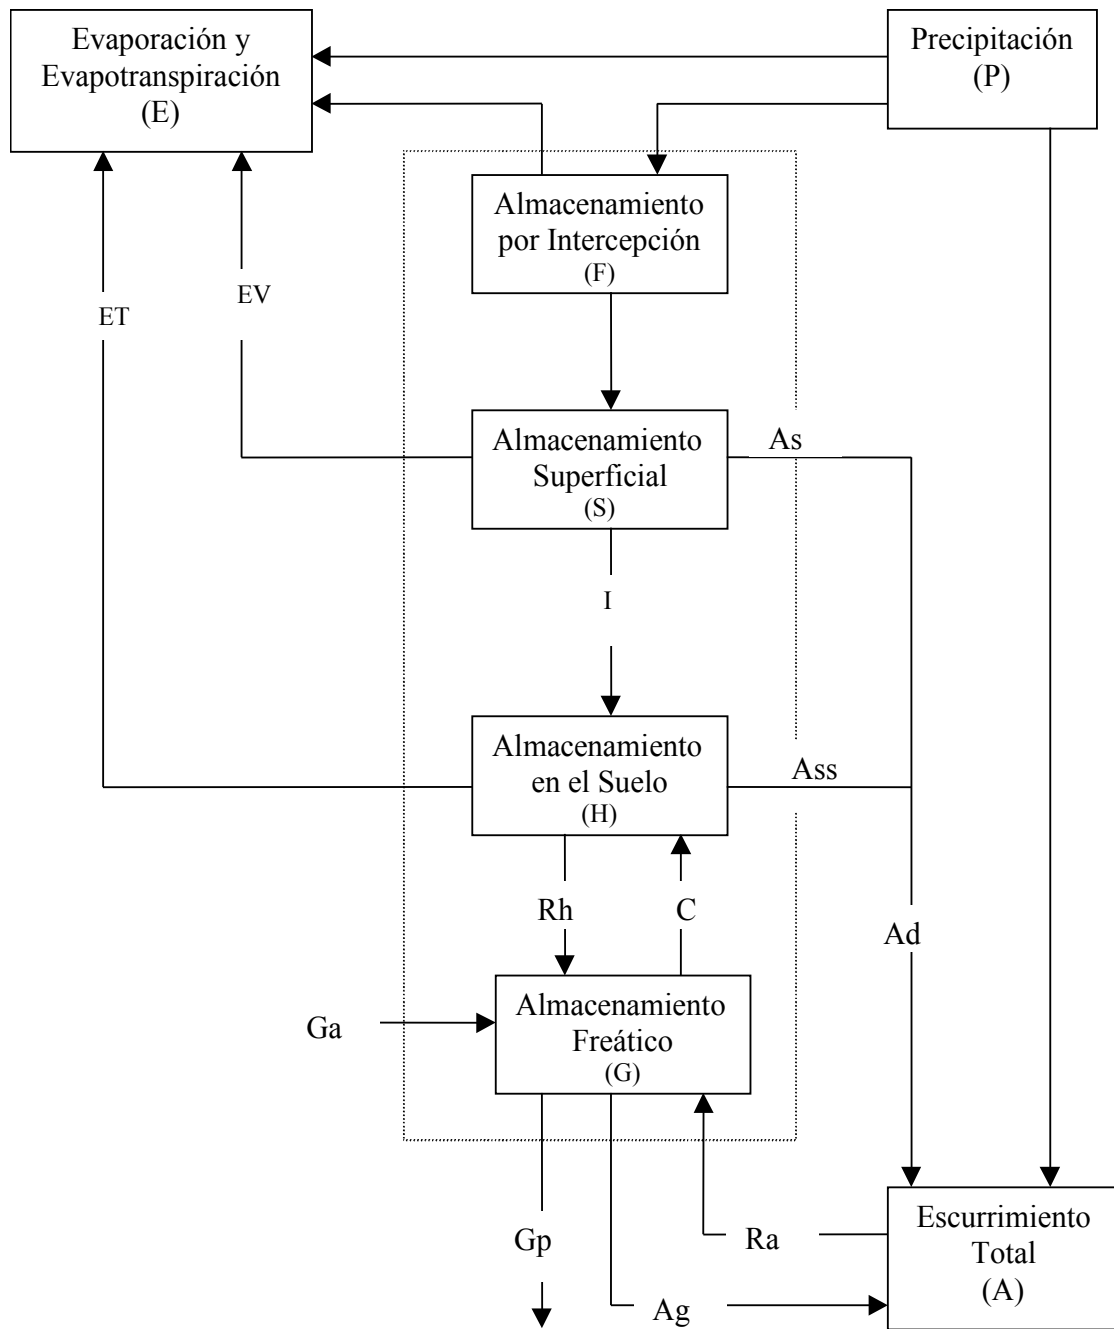 Evaporación y
Evapotranspiración
(E)
Precipitación
(P)
Almacenamiento
por Intercepción
(F)
EV
ET
Almacenamiento
Superficial
(S)
As
I
Almacenamiento
en el Suelo
(H)
Ass
Rh
C
Ad
Almacenamiento
Freático
(G)
Ga
Escurrimiento
Total
(A)
Gp
Ra
Ag